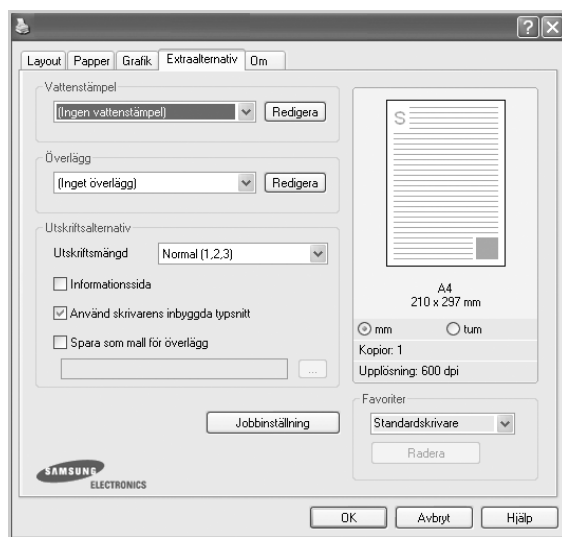 Layout Papper Grafik Extraalternativ Om
Vattenstämpel
(Ingen vattenstämpel)
Redigera
Överlägg
(Inget överlägg)
Redigera
Utskriftsalternativ
Utskriftsmängd
Normal (1,2,3)
Informationssida
Använd skrivarens inbyggda typsnitt
Spara som mall för överlägg
...
Jobbinställning
SAMSUNG
ELECTRONICS
S
A4
210 x 297 mm
mm
tum
Kopior: 1
Upplösning: 600 dpi
Favoriter
Standardskrivare
Radera
OK
Avbryt
Hjälp